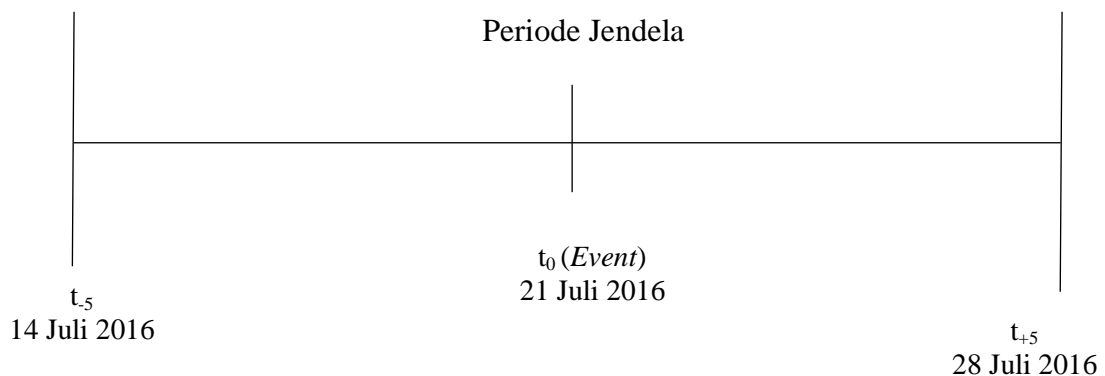 Periode Jendela
t₀ (Event)
21 Juli 2016
t₋₅
14 Juli 2016
t₊₅
28 Juli 2016